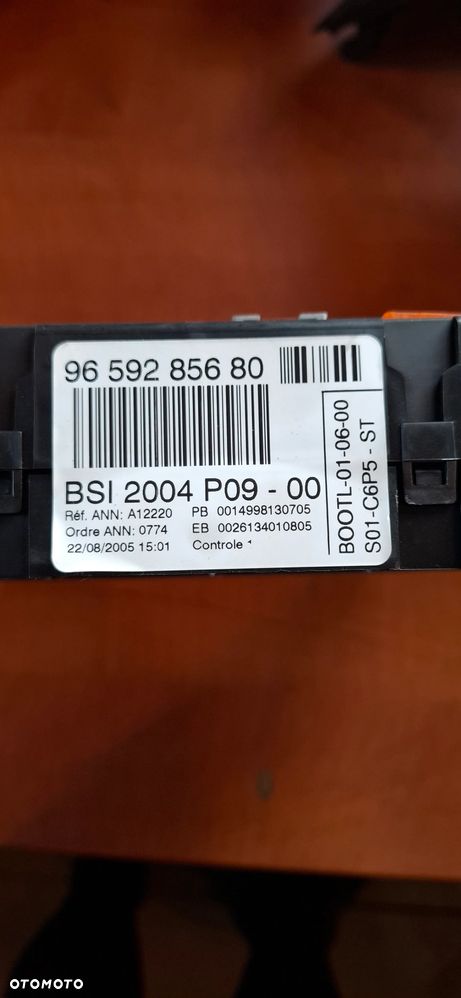 96 592 856 80
BSI 2004 P09 - 00
Réf. ANN: A12220 PB 0014998130705
Ordre ANN: 0774 EB 0026134010805
22/08/2005 15:01 Controle 1
BOOTL-01-06-00
S01-C6P5 - ST
OTOMOTO